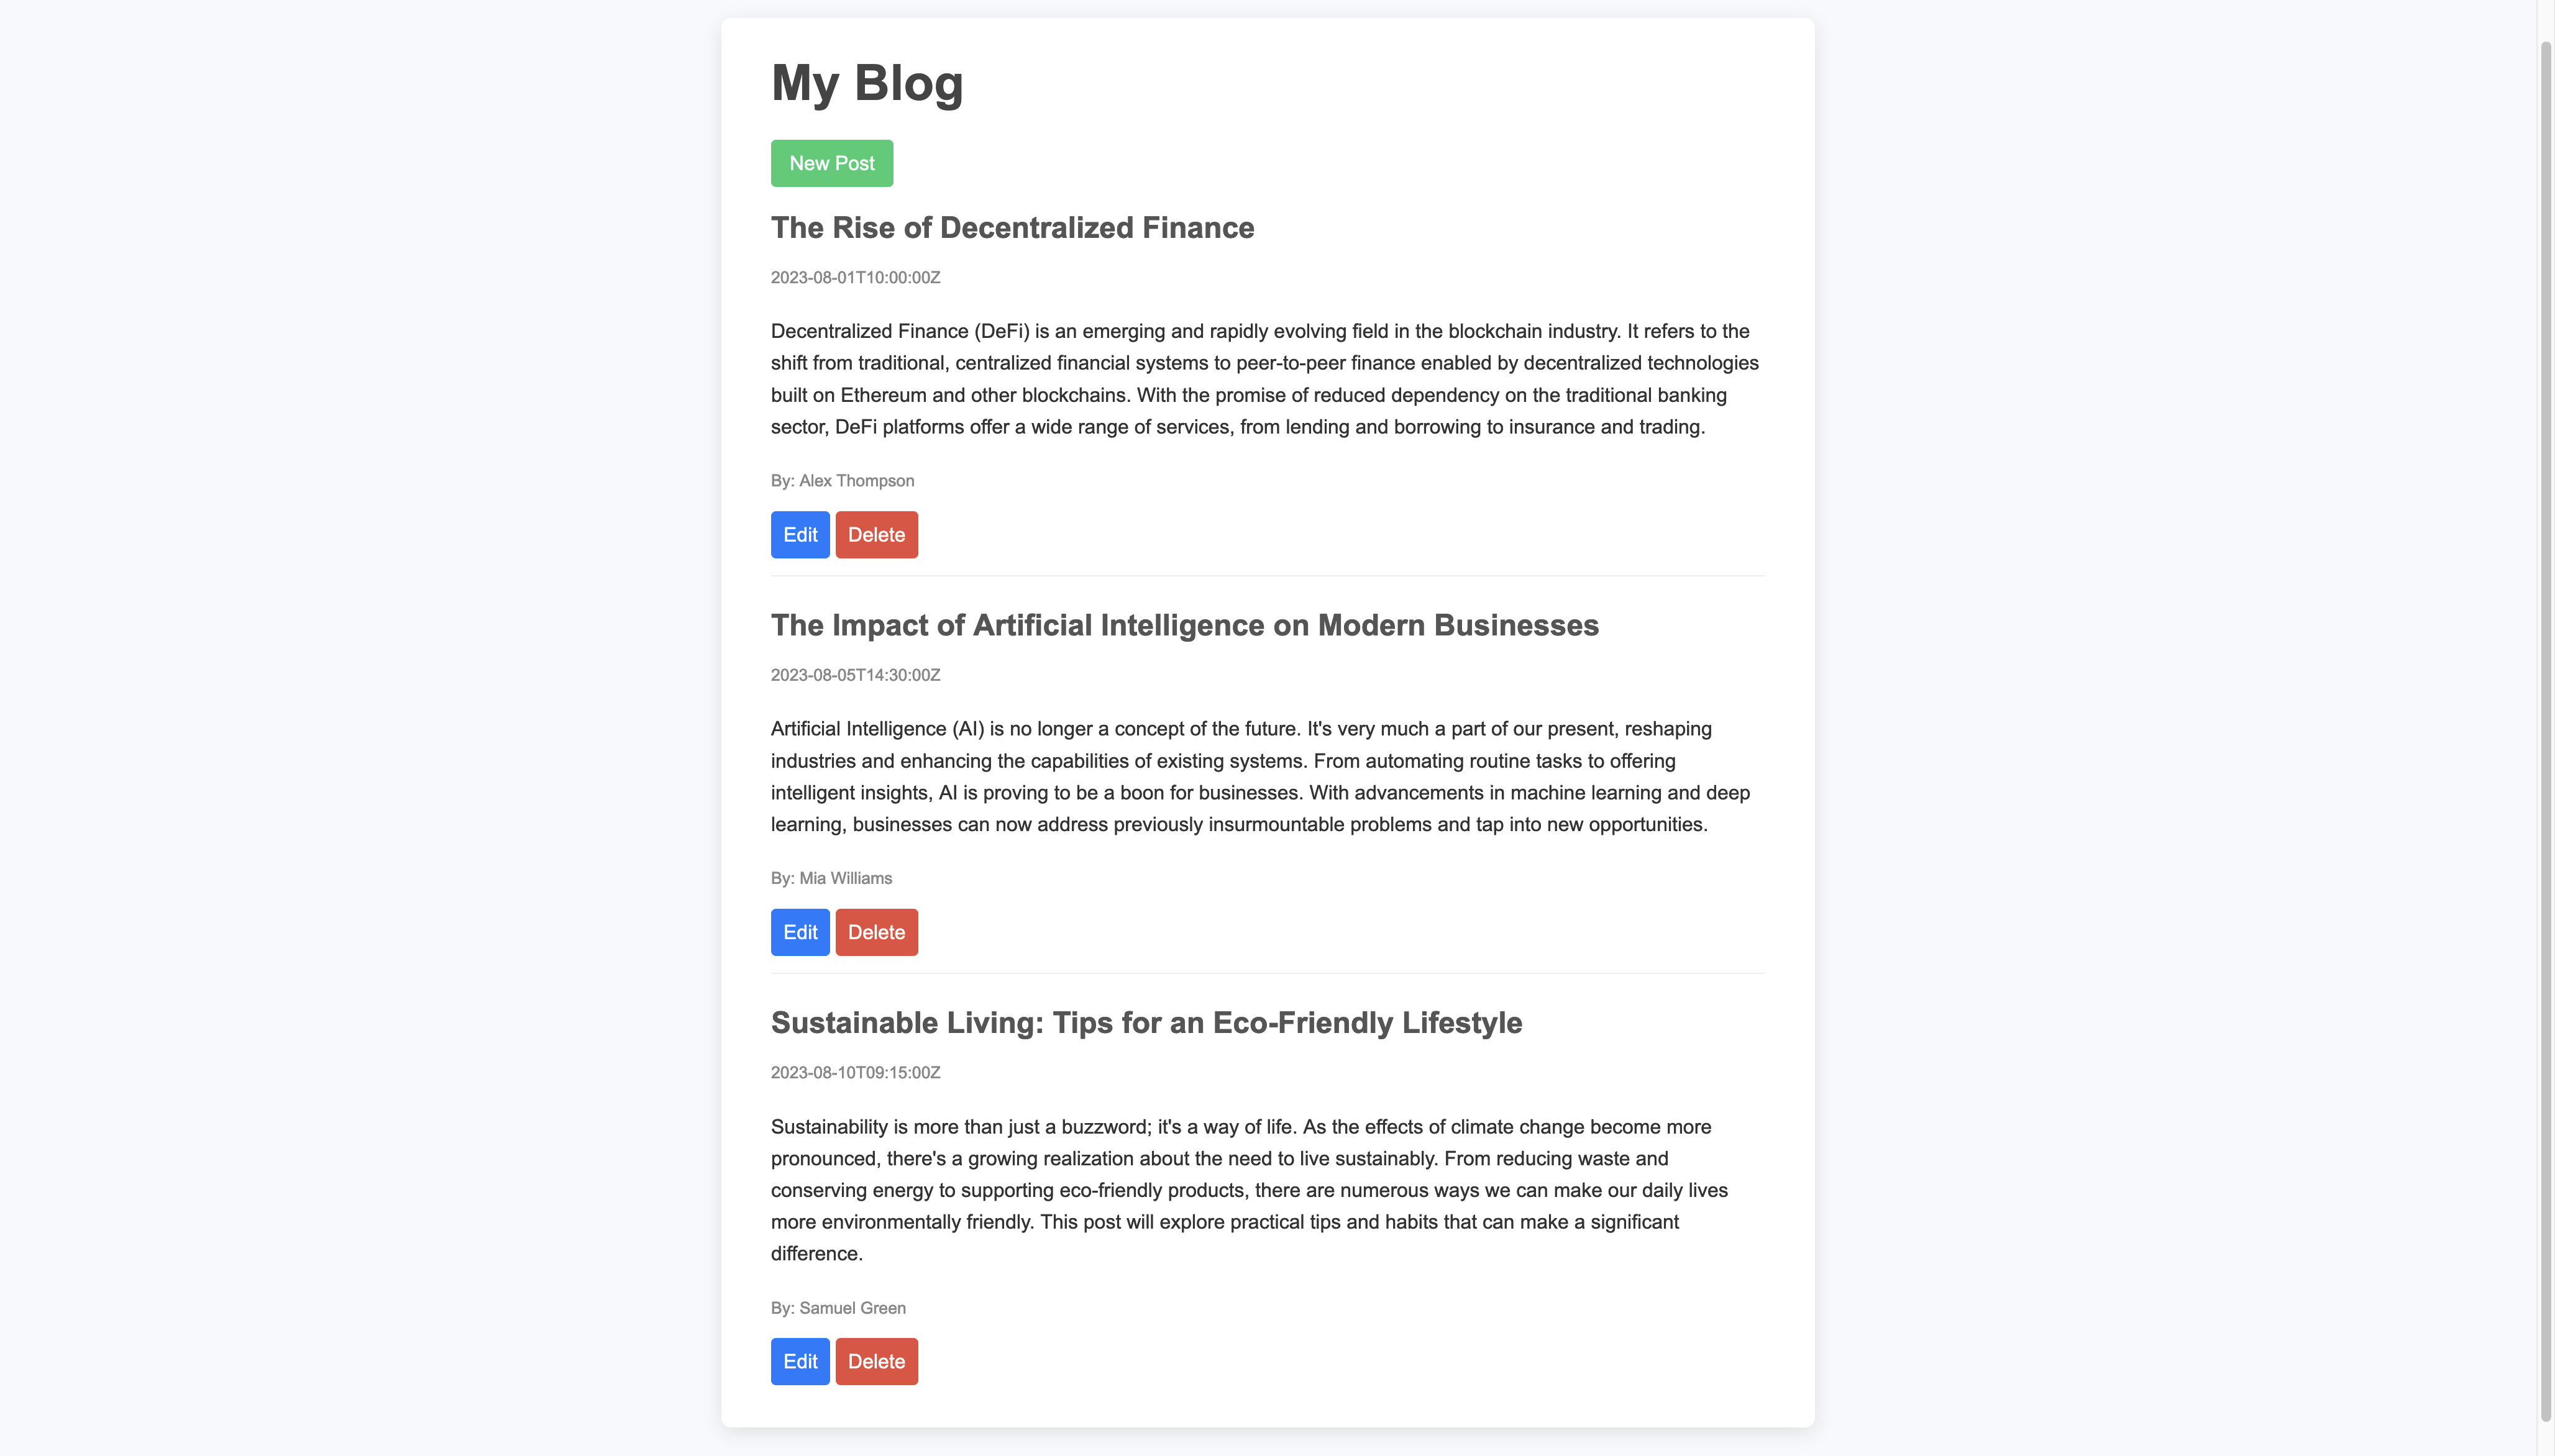 My Blog
New Post
The Rise of Decentralized Finance
2023-08-01T10:00:00Z
Decentralized Finance (DeFi) is an emerging and rapidly evolving field in the blockchain industry. It refers to the
shift from traditional, centralized financial systems to peer-to-peer finance enabled by decentralized technologies
built on Ethereum and other blockchains. With the promise of reduced dependency on the traditional banking
sector, DeFi platforms offer a wide range of services, from lending and borrowing to insurance and trading.
By: Alex Thompson
Edit Delete
The Impact of Artificial Intelligence on Modern Businesses
2023-08-05T14:30:00Z
Artificial Intelligence (AI) is no longer a concept of the future. It's very much a part of our present, reshaping
industries and enhancing the capabilities of existing systems. From automating routine tasks to offering
intelligent insights, AI is proving to be a boon for businesses. With advancements in machine learning and deep
learning, businesses can now address previously insurmountable problems and tap into new opportunities.
By: Mia Williams
Edit Delete
Sustainable Living: Tips for an Eco-Friendly Lifestyle
2023-08-10T09:15:00Z
Sustainability is more than just a buzzword; it's a way of life. As the effects of climate change become more
pronounced, there's a growing realization about the need to live sustainably. From reducing waste and
conserving energy to supporting eco-friendly products, there are numerous ways we can make our daily lives
more environmentally friendly. This post will explore practical tips and habits that can make a significant
difference.
By: Samuel Green
Edit Delete